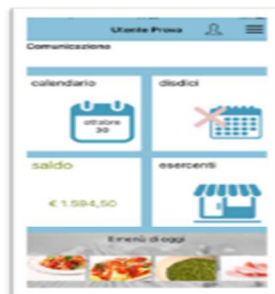 Utente Prova
Comunicazione
calendario
disdici
ottobre
30
saldo
esercenti
€ 1.594,50
Il menù di oggi